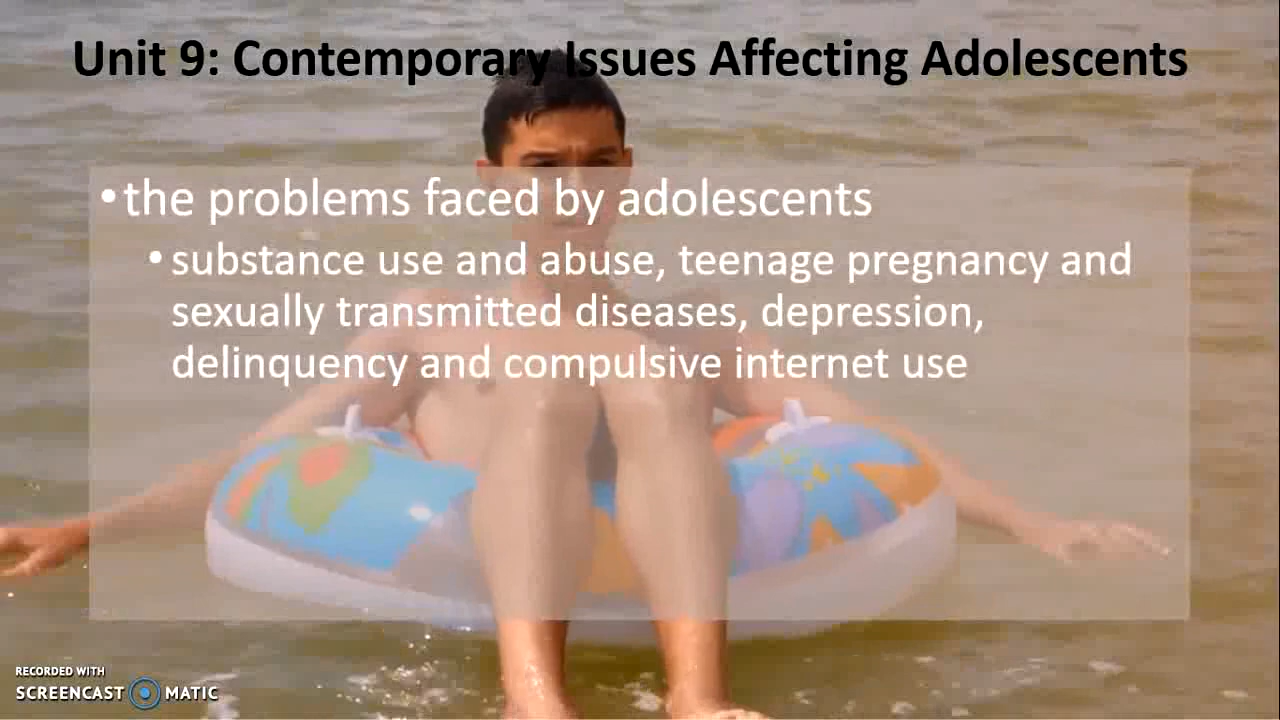 Unit 9: Contemporary Issues Affecting Adolescents
•the problems faced by adolescents
•substance use and abuse, teenage pregnancy and
sexually transmitted diseases, depression,
delinquency and compulsive internet use
RECORDED WITH
SCREENCAST MATIC